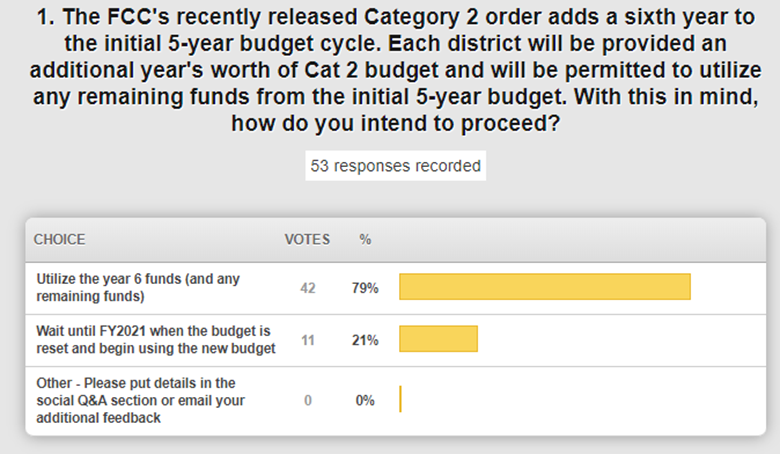 1. The FCC's recently released Category 2 order adds a sixth year to
the initial 5-year budget cycle. Each district will be provided an
additional year's worth of Cat 2 budget and will be permitted to utilize
any remaining funds from the initial 5-year budget. With this in mind,
how do you intend to proceed?
53 responses recorded
CHOICE VOTES %
Utilize the year 6 funds (and any
remaining funds)
42 79%
Wait until FY2021 when the budget is
reset and begin using the new budget
11 21%
Other - Please put details in the
social Q&A section or email your
additional feedback
0 0%